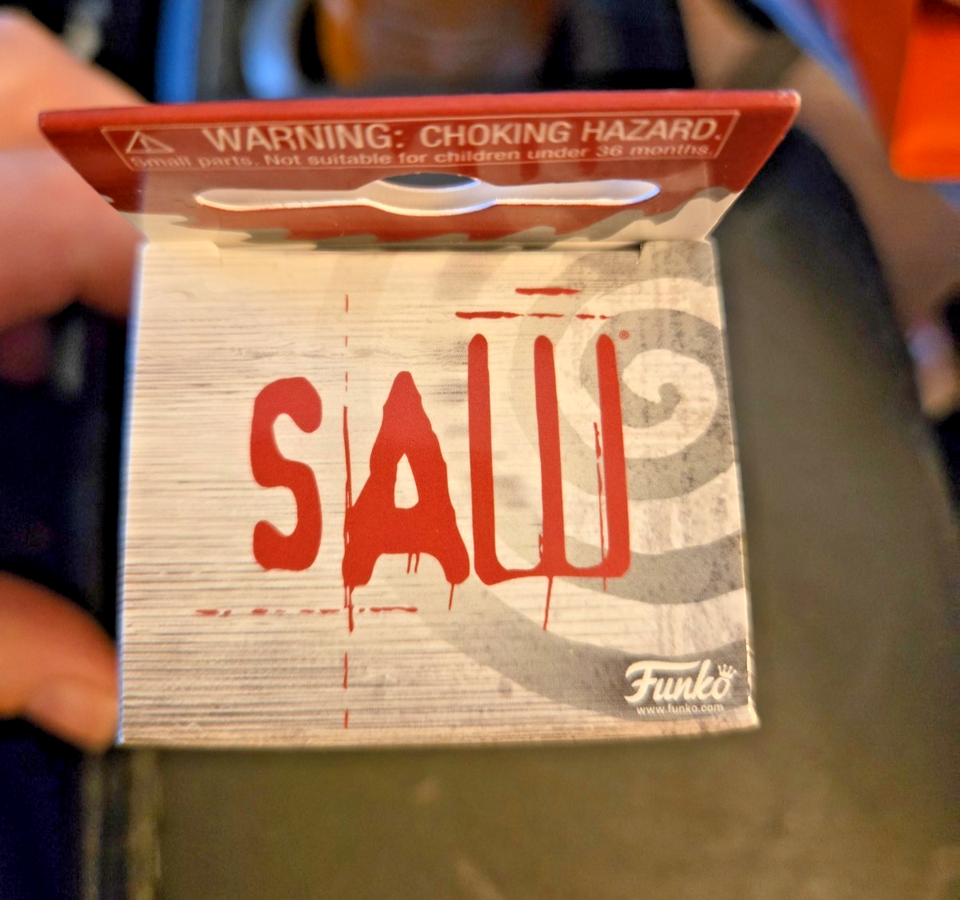 WARNING: CHOKING HAZARD.
Small parts. Not suitable for children under 36 months.
SAW®
Funko
www.funko.com